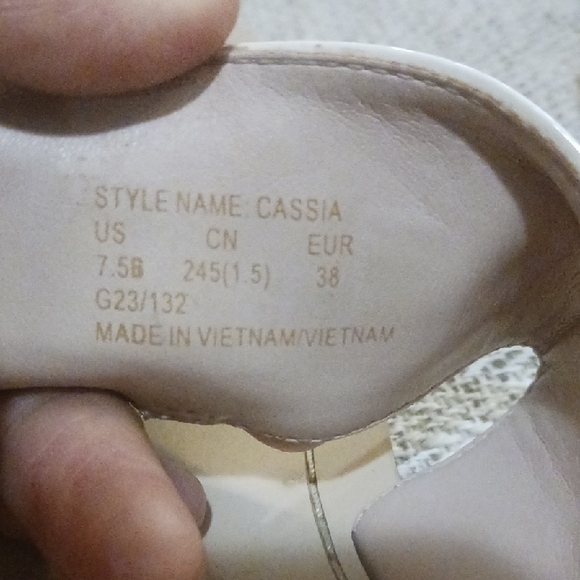 STYLE NAME: CASSIA
US CN EUR
7.5B 245(1.5) 38
G23/132
MADE IN VIETNAM/VIETNAM